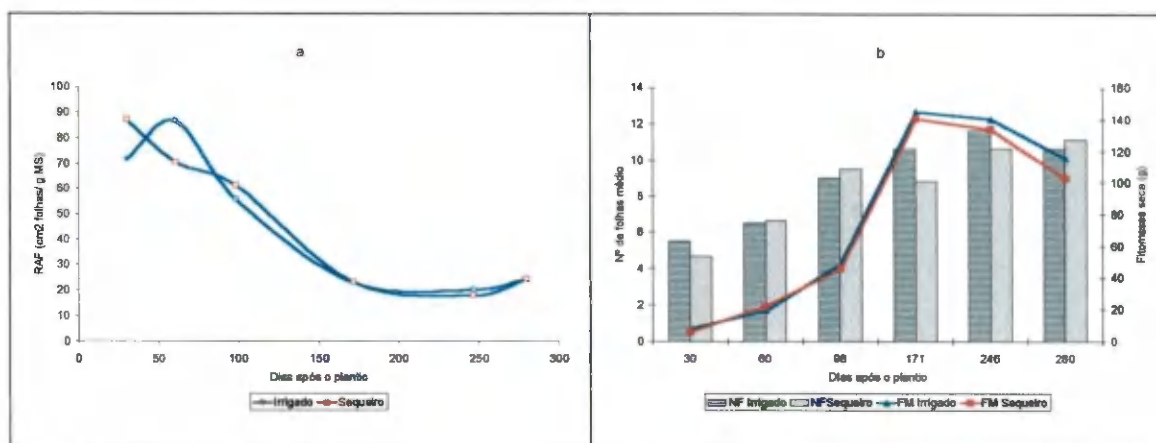 a
100
90
80
70
60
50
40
30
20
10
0
RAF (cm2 folhas/ g MS)
0 50 100 150 200 250 300
Dias após o plantio
Irrigado Sequeiro
b
14
12
10
8
6
4
2
0
Nº de folhas médio
160
140
120
100
80
60
40
20
0
Fitomassa seca (g)
30 60 98 171 246 280
Dias após o plantio
NF Irrigado NFSequeiro FM Irrigado FM Sequeiro